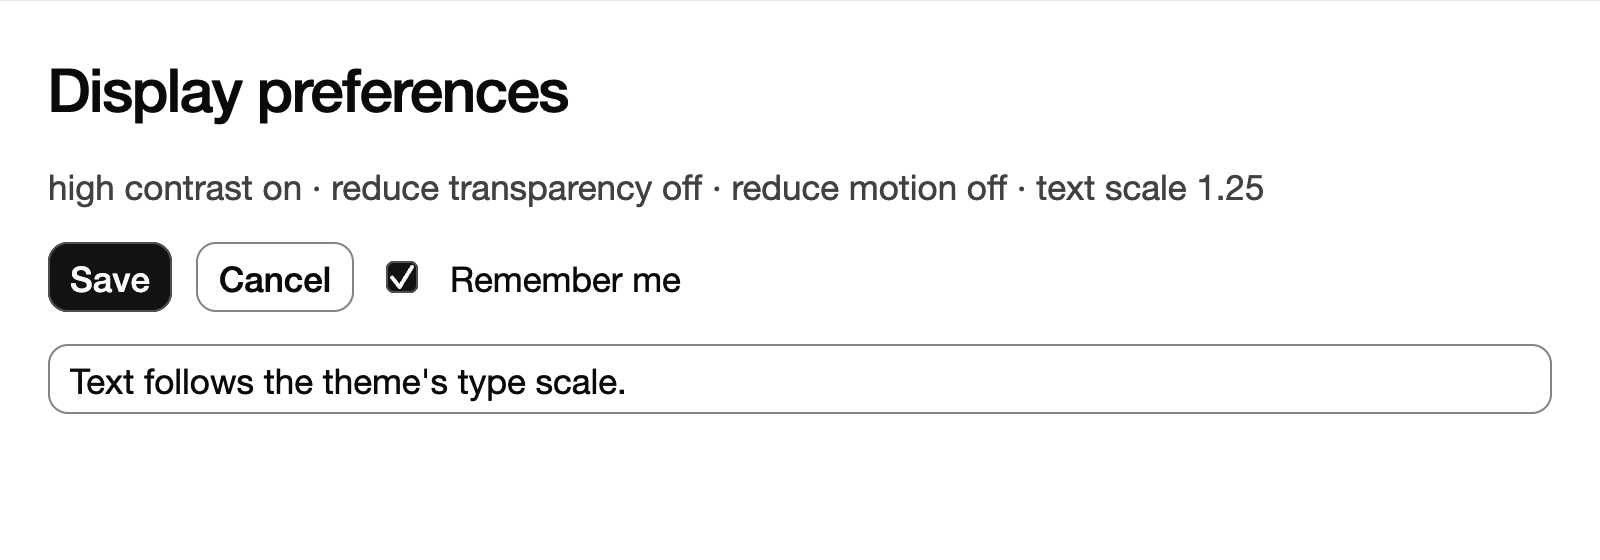 Display preferences
high contrast on · reduce transparency off · reduce motion off · text scale 1.25
Save Cancel Remember me
Text follows the theme's type scale.